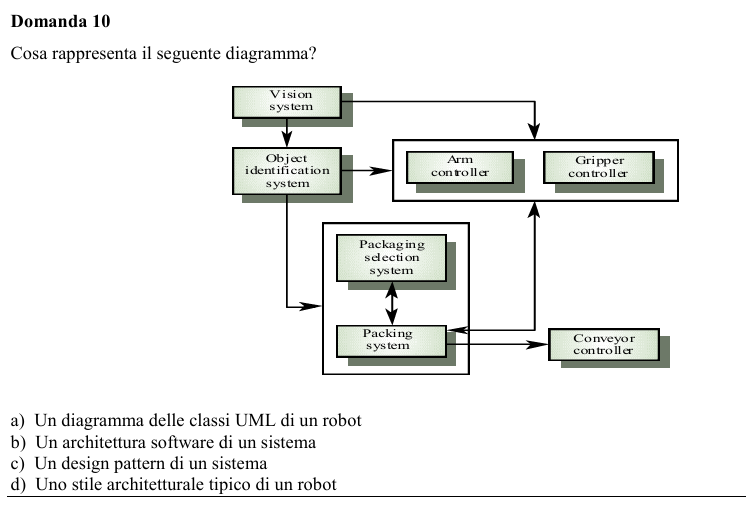 Domanda 10
Cosa rappresenta il seguente diagramma?
Vision
system
Object
identification
system
Arm
controller
Gripper
controller
Packaging
selection
system
Packing
system
Conveyor
controller
a) Un diagramma delle classi UML di un robot
b) Un architettura software di un sistema
c) Un design pattern di un sistema
d) Uno stile architetturale tipico di un robot